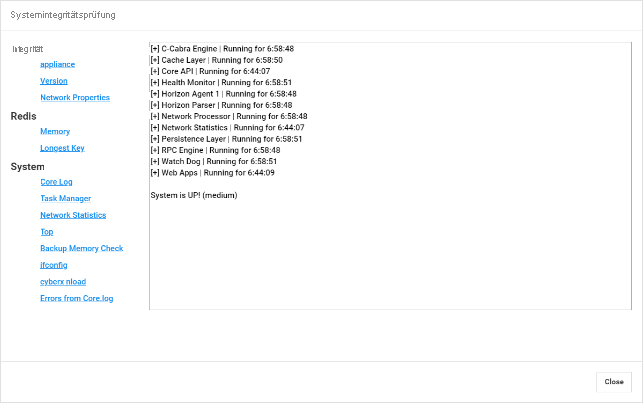 Systemintegritätsprüfung
Integrität
appliance
Version
Network Properties
Redis
Memory
Longest Key
System
Core Log
Task Manager
Network Statistics
Top
Backup Memory Check
ifconfig
cyberx nload
Errors from Core.log
[+] C-Cabra Engine | Running for 6:58:48
[+] Cache Layer | Running for 6:58:50
[+] Core API | Running for 6:44:07
[+] Health Monitor | Running for 6:58:51
[+] Horizon Agent 1 | Running for 6:58:48
[+] Horizon Parser | Running for 6:58:48
[+] Network Processor | Running for 6:58:48
[+] Network Statistics | Running for 6:44:07
[+] Persistence Layer | Running for 6:58:51
[+] RPC Engine | Running for 6:58:48
[+] Watch Dog | Running for 6:58:51
[+] Web Apps | Running for 6:44:09
System is UP! (medium)
Close